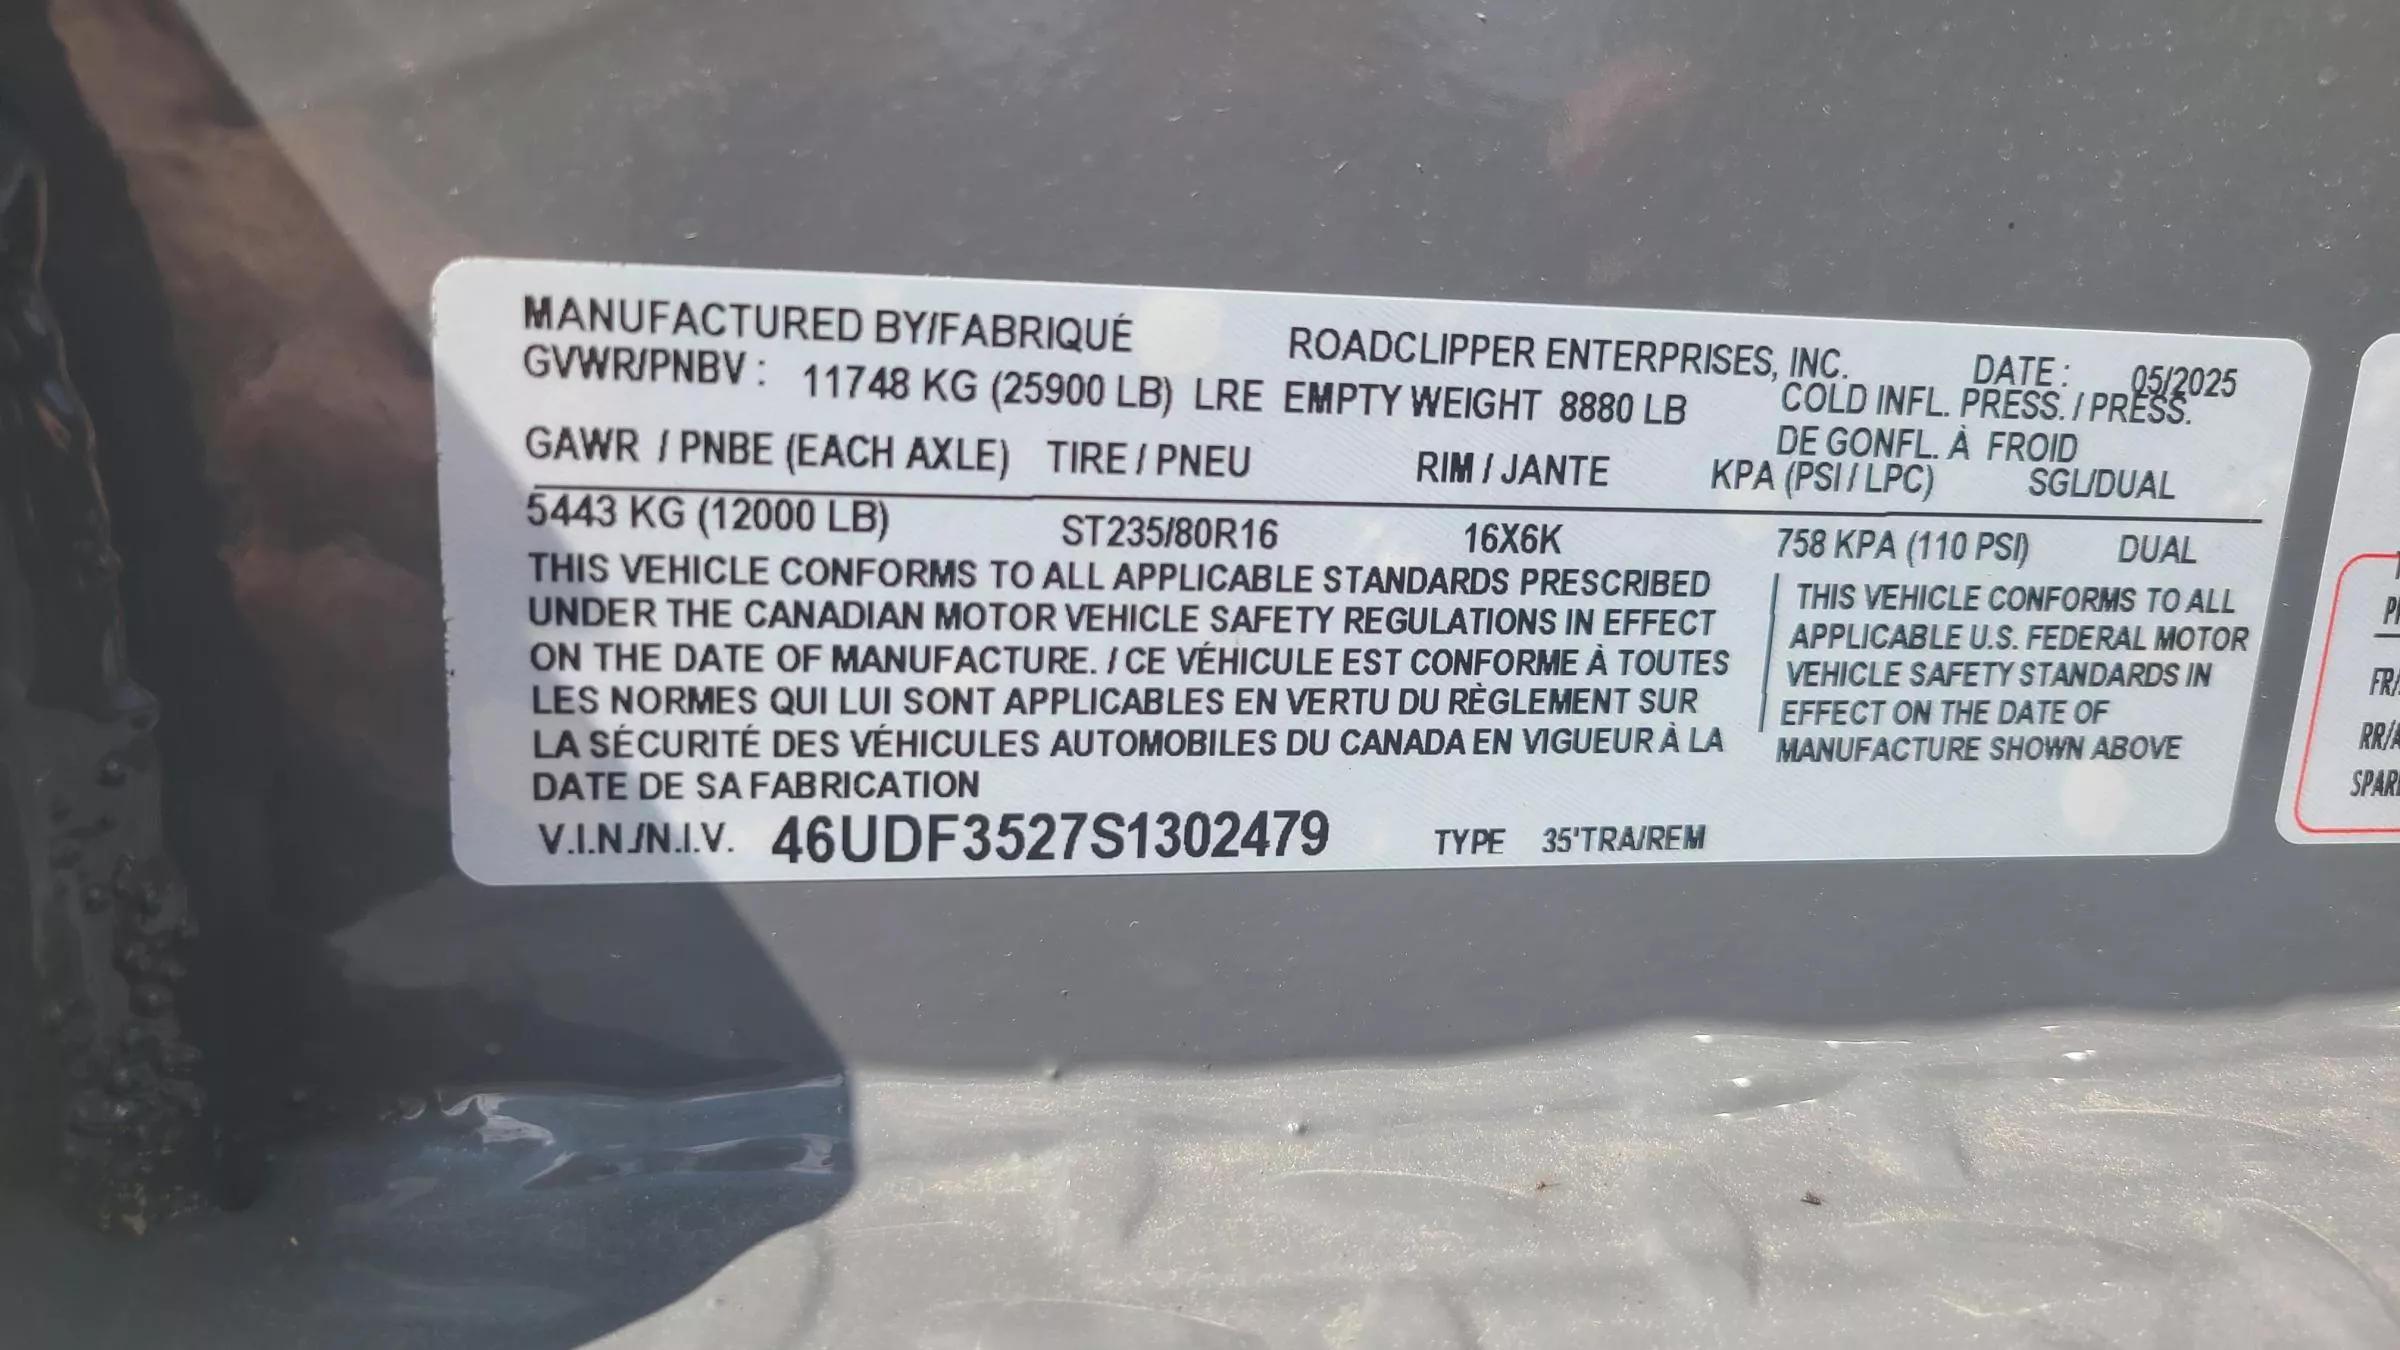 MANUFACTURED BY/FABRIQUÉ ROADCLIPPER ENTERPRISES, INC. DATE : 05/2025
GVWR/PNBV : 11748 KG (25900 LB) LRE EMPTY WEIGHT 8880 LB COLD INFL. PRESS. / PRESS.
DE GONFL. À FROID
GAWR / PNBE (EACH AXLE) TIRE / PNEU RIM / JANTE KPA (PSI / LPC) SGL/DUAL
5443 KG (12000 LB) ST235/80R16 16X6K 758 KPA (110 PSI) DUAL
THIS VEHICLE CONFORMS TO ALL APPLICABLE STANDARDS PRESCRIBED
UNDER THE CANADIAN MOTOR VEHICLE SAFETY REGULATIONS IN EFFECT
ON THE DATE OF MANUFACTURE. / CE VÉHICULE EST CONFORME À TOUTES
LES NORMES QUI LUI SONT APPLICABLES EN VERTU DU RÈGLEMENT SUR
LA SÉCURITÉ DES VÉHICULES AUTOMOBILES DU CANADA EN VIGUEUR À LA
DATE DE SA FABRICATION
THIS VEHICLE CONFORMS TO ALL
APPLICABLE U.S. FEDERAL MOTOR
VEHICLE SAFETY STANDARDS IN
EFFECT ON THE DATE OF
MANUFACTURE SHOWN ABOVE
V.I.N./N.I.V. 46UDF3527S1302479 TYPE 35'TRA/REM
FR/
RR/